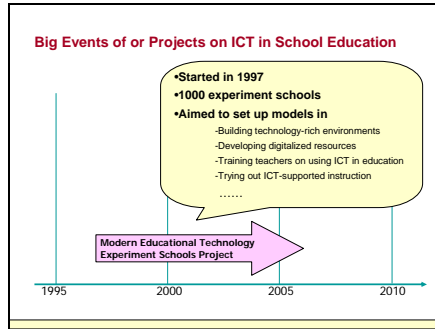 Big Events of or Projects on ICT in School Education
•Started in 1997
•1000 experiment schools
•Aimed to set up models in
-Building technology-rich environments
-Developing digitalized resources
-Training teachers on using ICT in education
-Trying out ICT-supported instruction
……
Modern Educational Technology
Experiment Schools Project
1995 2000 2005 2010